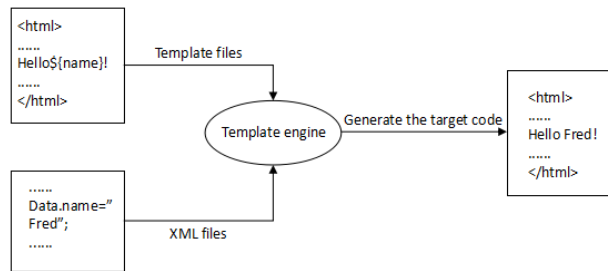 <html>
......
Hello${name}!
......
</html>
Template files
Template engine
Generate the target code
<html>
......
Hello Fred!
......
</html>
......
Data.name="
Fred";
......
XML files